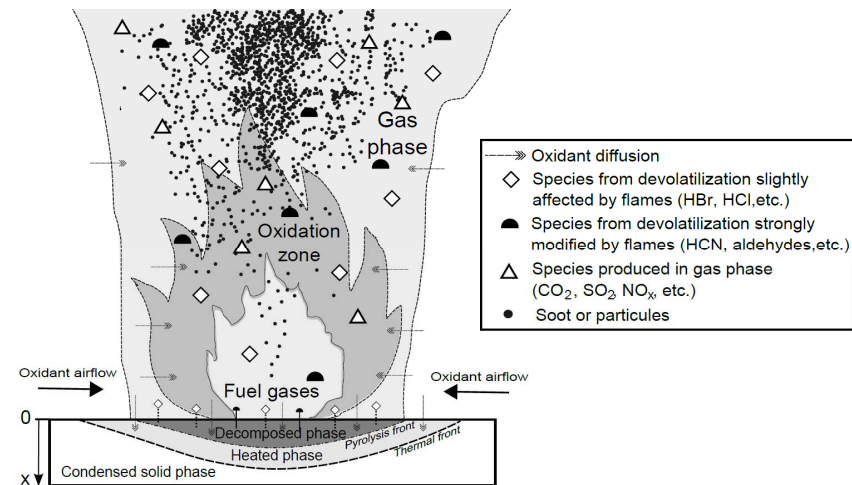 Gas
phase
Oxidation
zone
Fuel gases
Oxidant airflow
Oxidant airflow
0
x
Decomposed phase
Heated phase
Pyrolysis front
Thermal front
Condensed solid phase
Oxidant diffusion
Species from devolatilization slightly
affected by flames (HBr, HCl,etc.)
Species from devolatilization strongly
modified by flames (HCN, aldehydes,etc.)
Species produced in gas phase
(CO2, SO2, NOx, etc.)
Soot or particules